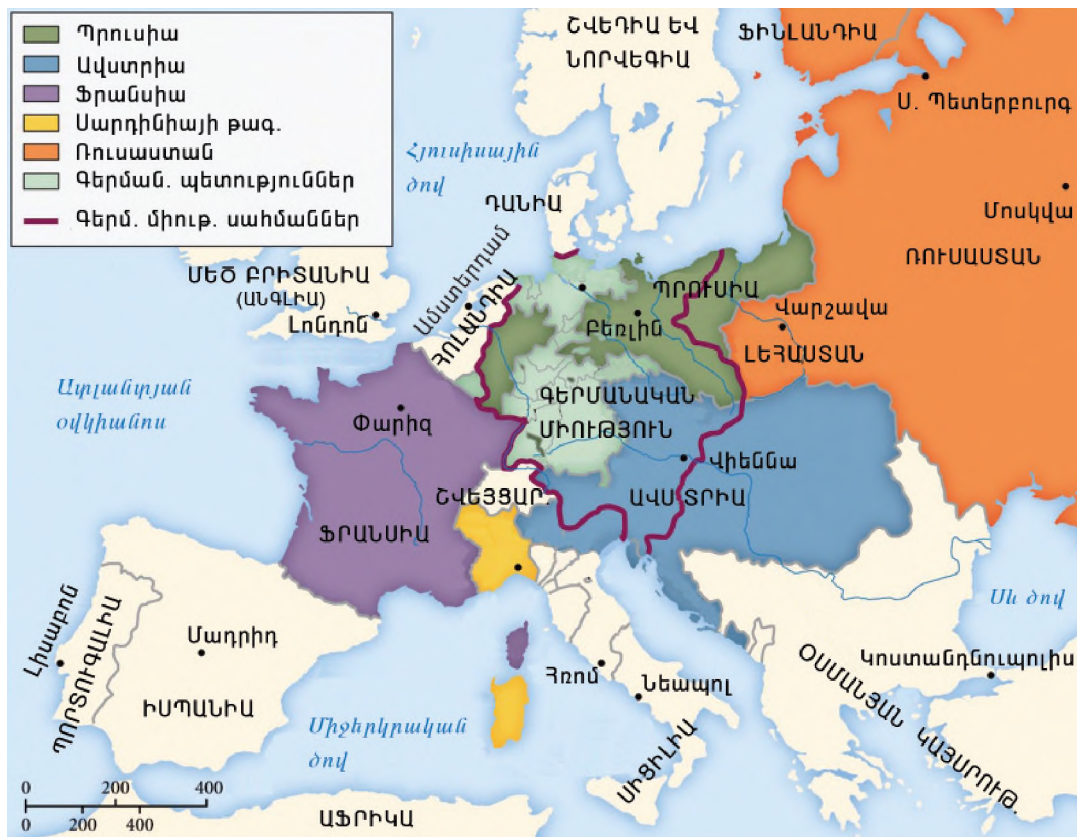 Պրուսիա
Ավստրիա
Ֆրանսիա
Սարդինիայի թագ.
Ռուսաստան
Գերման. պետություններ
Գերմ. միութ. սահմաններ
ՇՎԵԴԻԱ ԵՎ
ՆՈՐՎԵԳԻԱ
ՖԻՆԼԱՆԴԻԱ
Ս. Պետերբուրգ
Մոսկվա
ՌՈՒՍԱՍՏԱՆ
Հյուսիսային
ծով
ԴԱՆԻԱ
ՄԵԾ ԲՐԻՏԱՆԻԱ
(ԱՆԳԼԻԱ)
Լոնդոն
Ամստերդամ
ՀՈԼԱՆԴԻԱ
ՊՐՈՒՍԻԱ
Բեռլին
Վարշավա
ԼԵՀԱՍՏԱՆ
Ատլանտյան
օվկիանոս
Փարիզ
ԳԵՐՄԱՆԱԿԱՆ
ՄԻՈՒԹՅՈՒՆ
Վիեննա
ՇՎԵՅՑԱՐ.
ԱՎՍՏՐԻԱ
ՖՐԱՆՍԻԱ
Սև ծով
Լիսաբոն
ՊՈՐՏՈՒԳԱԼԻԱ
Մադրիդ
ԻՍՊԱՆԻԱ
Հռոմ
Նեապոլ
Կոստանդնուպոլիս
ՕՍՄԱՆՅԱՆ ԿԱՅՍՐՈՒԹ.
Միջերկրական
ծով
ՍԻՑԻԼԻԱ
0 200 400
0 200 400
ԱՖՐԻԿԱ